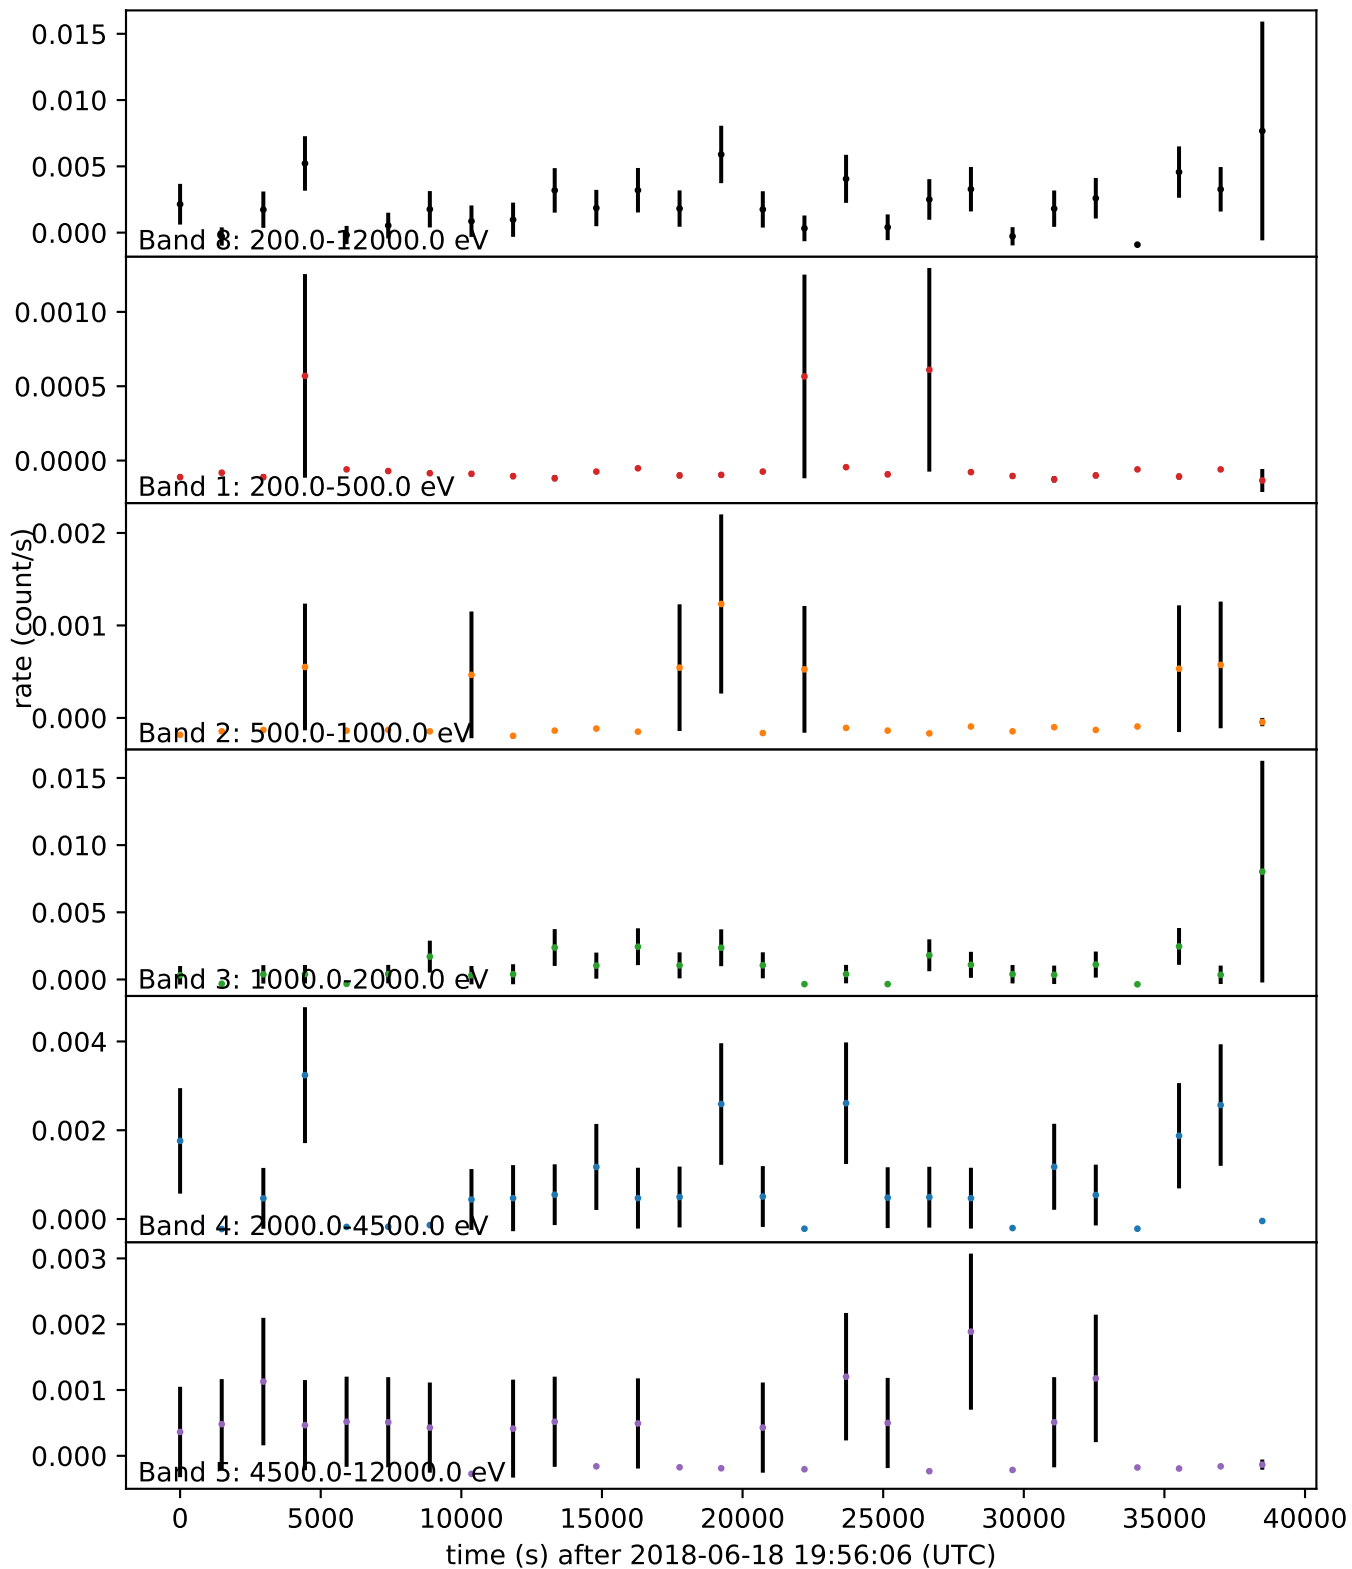 0.015
0.010
0.005
0.000
Band 8: 200.0-12000.0 eV
0.0010
0.0005
0.0000
Band 1: 200.0-500.0 eV
rate (count/s)
0.002
0.001
0.000
Band 2: 500.0-1000.0 eV
0.015
0.010
0.005
0.000
Band 3: 1000.0-2000.0 eV
0.004
0.002
0.000
Band 4: 2000.0-4500.0 eV
0.003
0.002
0.001
0.000
Band 5: 4500.0-12000.0 eV
0 5000 10000 15000 20000 25000 30000 35000 40000
time (s) after 2018-06-18 19:56:06 (UTC)